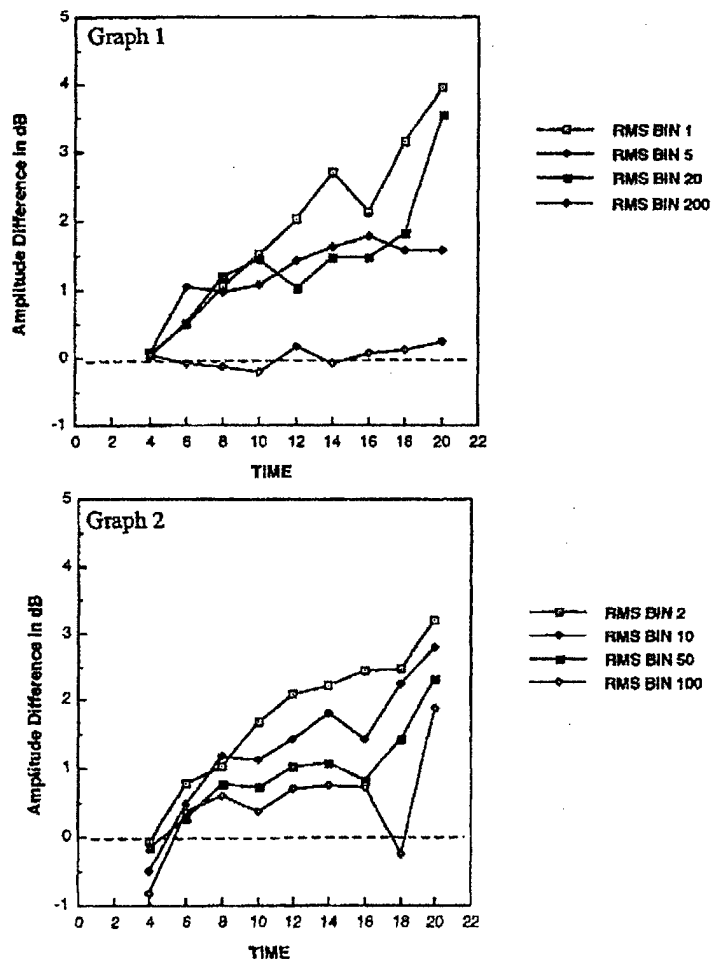 Graph 1
5
4
3
2
1
0
-1
Amplitude Difference in dB
0 2 4 6 8 10 12 14 16 18 20 22
TIME
RMS BIN 1
RMS BIN 5
RMS BIN 20
RMS BIN 200
Graph 2
5
4
3
2
1
0
-1
Amplitude Difference in dB
0 2 4 6 8 10 12 14 16 18 20 22
TIME
RMS BIN 2
RMS BIN 10
RMS BIN 50
RMS BIN 100